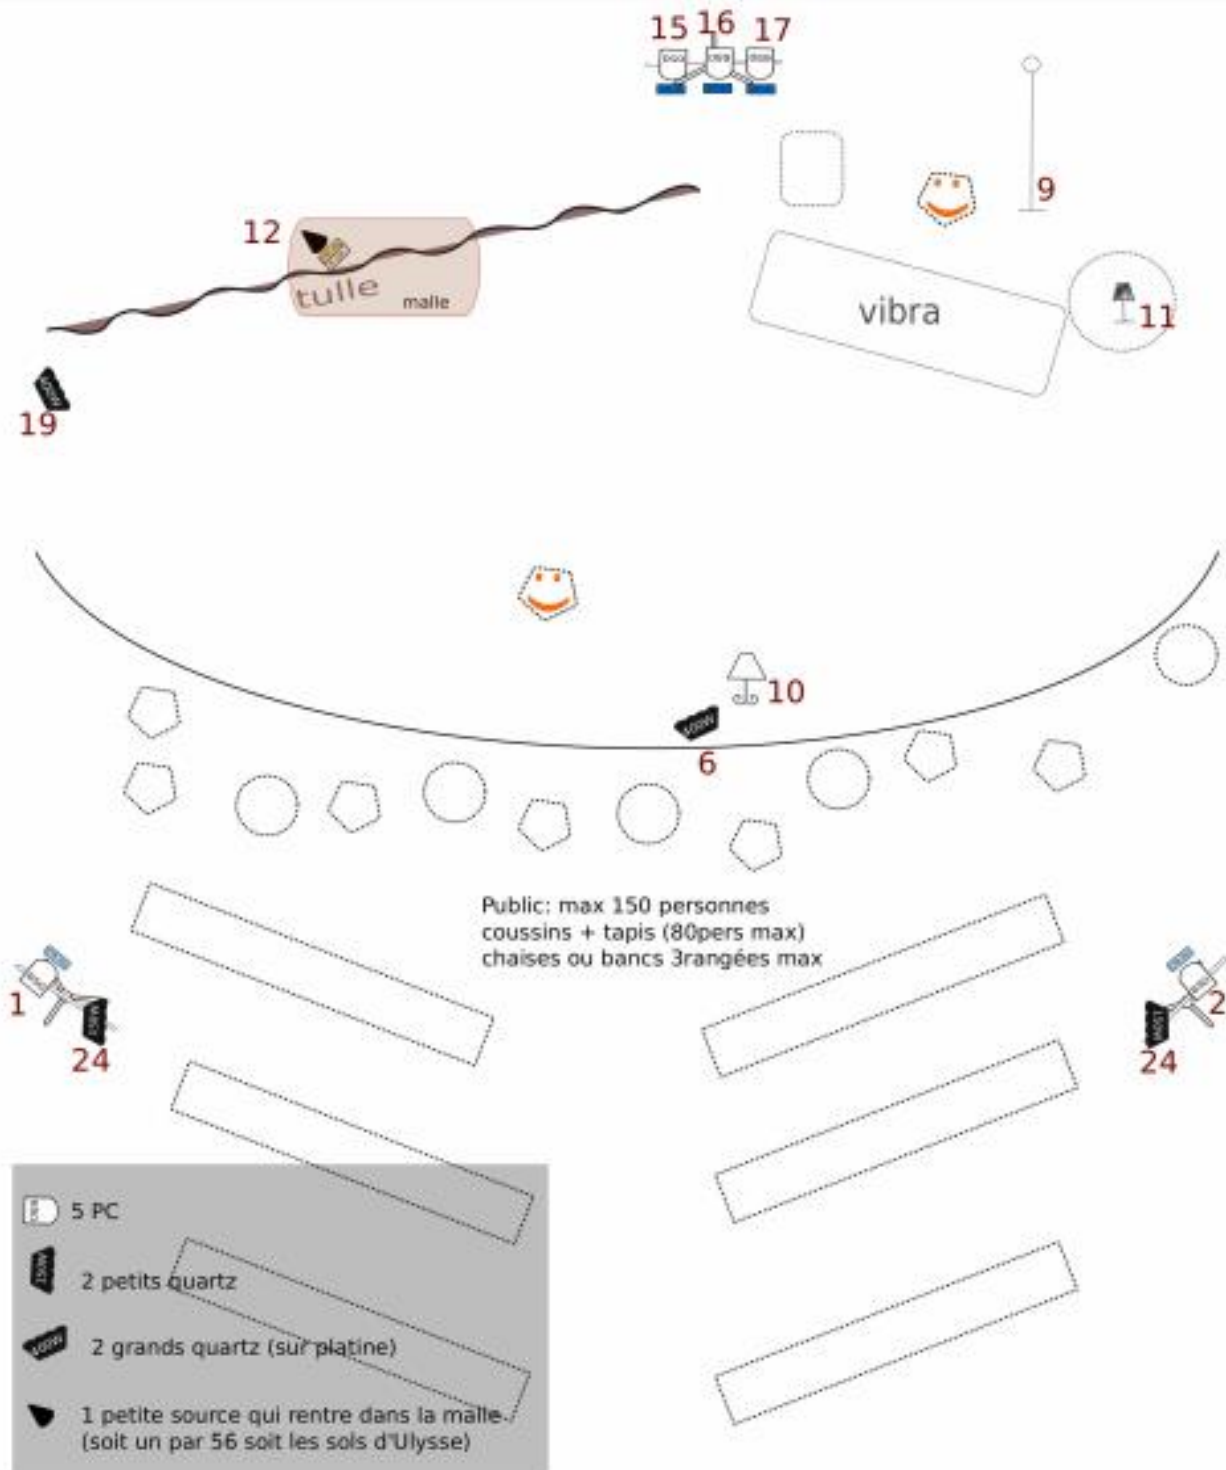 15 16 17
9
12
tulle
malle
vibra
11
19
10
6
Public: max 150 personnes
coussins + tapis (80pers max)
chaises ou bancs 3rangées max
1
2
24
24
5 PC
2 petits quartz
2 grands quartz (sur platine)
1 petite source qui rentre dans la malle
(soit un par 56 soit les sols d'Ulysse)